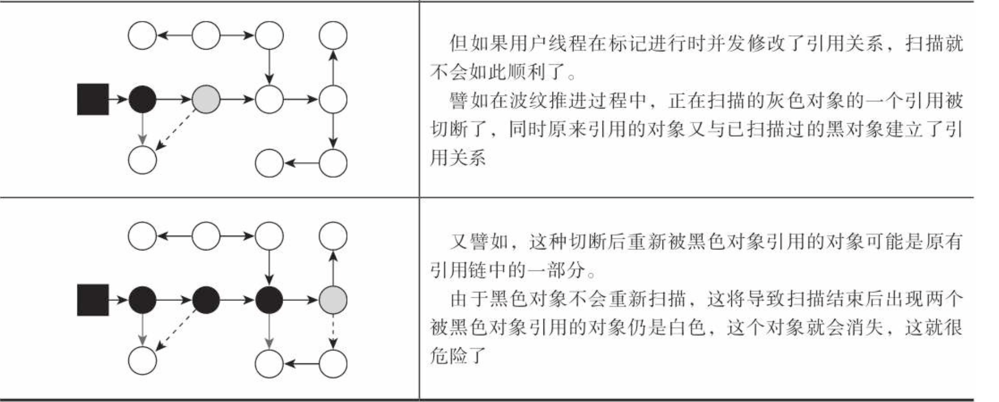 但如果用户线程在标记进行时并发修改了引用关系，扫描就
不会如此顺利了。
譬如在波纹推进过程中，正在扫描的灰色对象的一个引用被
切断了，同时原来引用的对象又与已扫描过的黑对象建立了引
用关系
又譬如，这种切断后重新被黑色对象引用的对象可能是原有
引用链中的一部分。
由于黑色对象不会重新扫描，这将导致扫描结束后出现两个
被黑色对象引用的对象仍是白色，这个对象就会消失，这就很
危险了